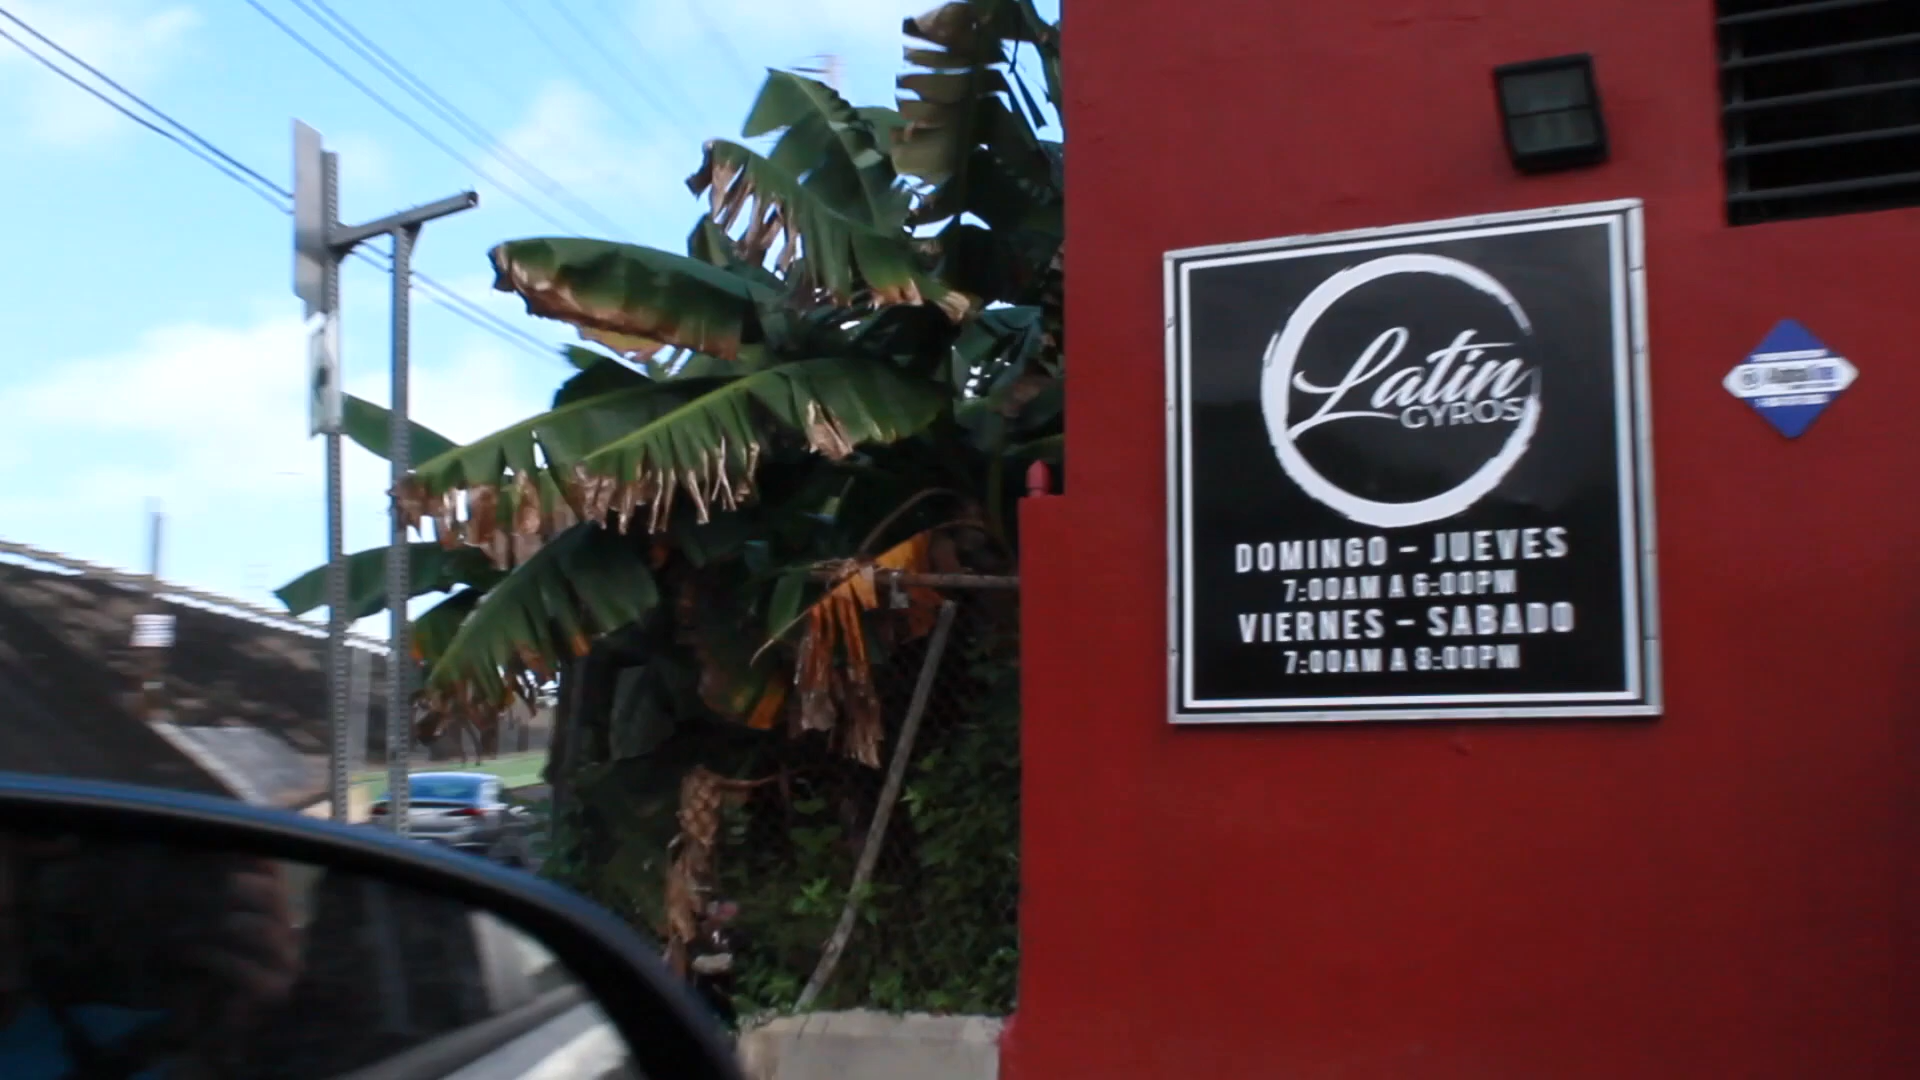 Latin
GYROS
DOMINGO - JUEVES
7:00AM A 6:00PM
VIERNES - SABADO
7:00AM A 8:00PM